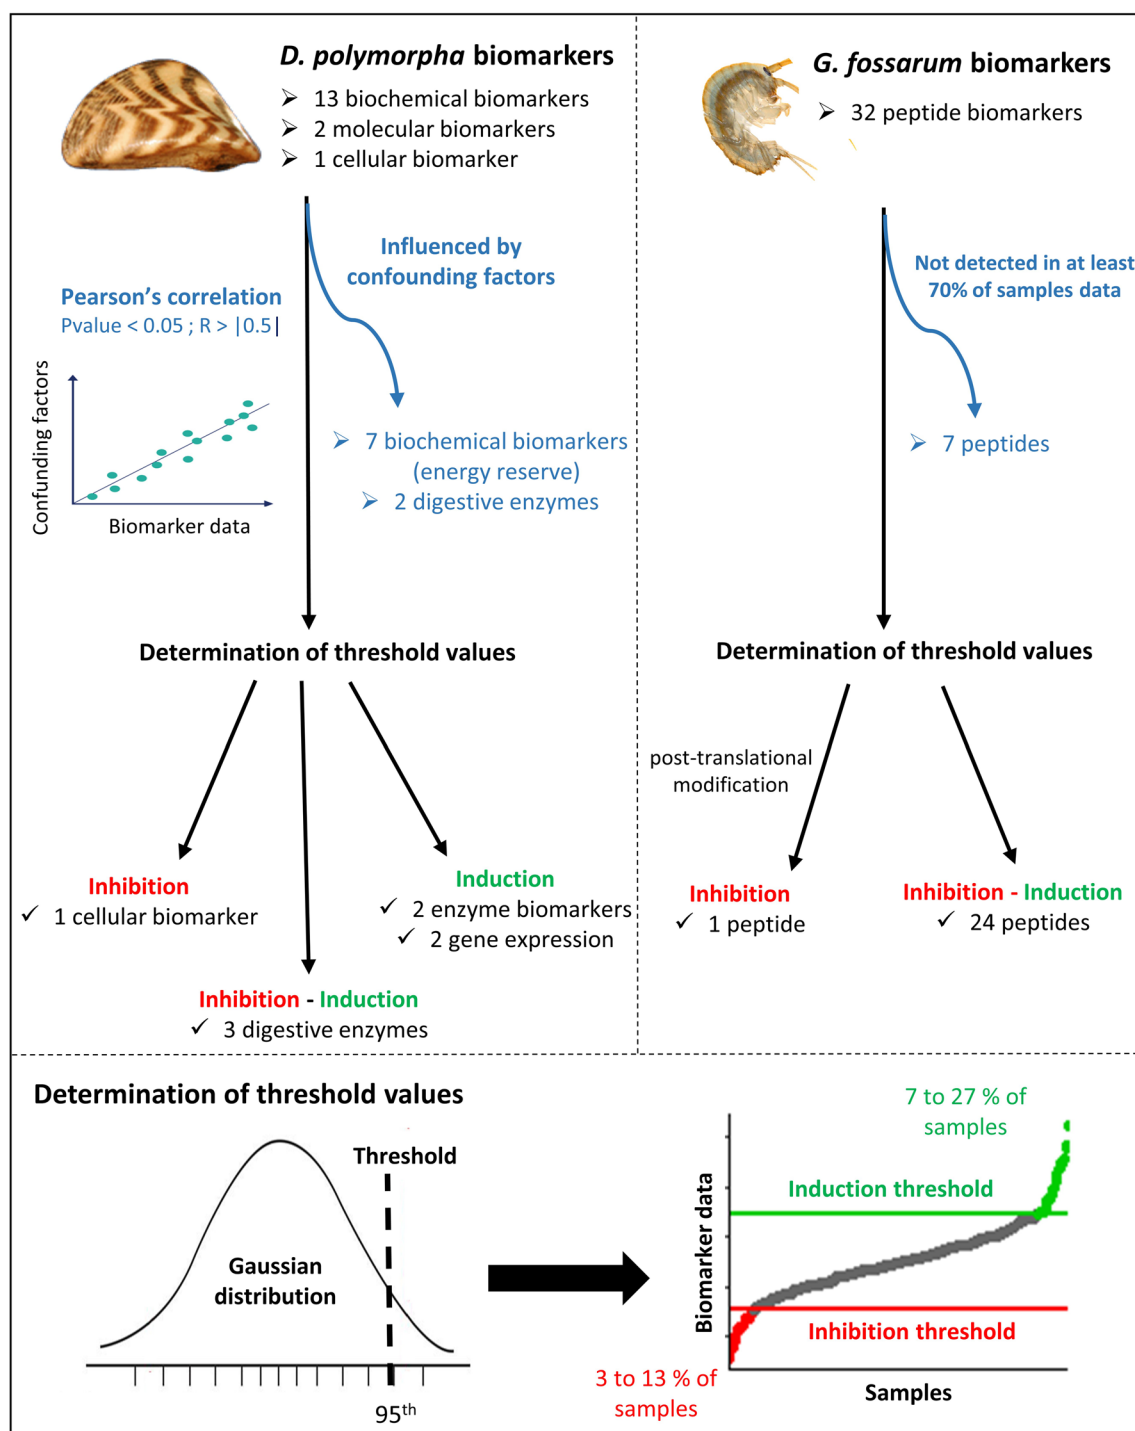 D. polymorpha biomarkers
➢ 13 biochemical biomarkers
➢ 2 molecular biomarkers
➢ 1 cellular biomarker
Influenced by
confounding factors
Pearson's correlation
Pvalue < 0.05 ; R > |0.5|
Confunding factors
Biomarker data
➢ 7 biochemical biomarkers
(energy reserve)
➢ 2 digestive enzymes
Determination of threshold values
Inhibition
✓ 1 cellular biomarker
Induction
✓ 2 enzyme biomarkers
✓ 2 gene expression
Inhibition - Induction
✓ 3 digestive enzymes
G. fossarum biomarkers
➢ 32 peptide biomarkers
Not detected in at least
70% of samples data
➢ 7 peptides
Determination of threshold values
post-translational
modification
Inhibition
✓ 1 peptide
Inhibition - Induction
✓ 24 peptides
Determination of threshold values
Threshold
Gaussian
distribution
95th
7 to 27 % of
samples
Induction threshold
Biomarker data
Inhibition threshold
3 to 13 % of
samples
Samples